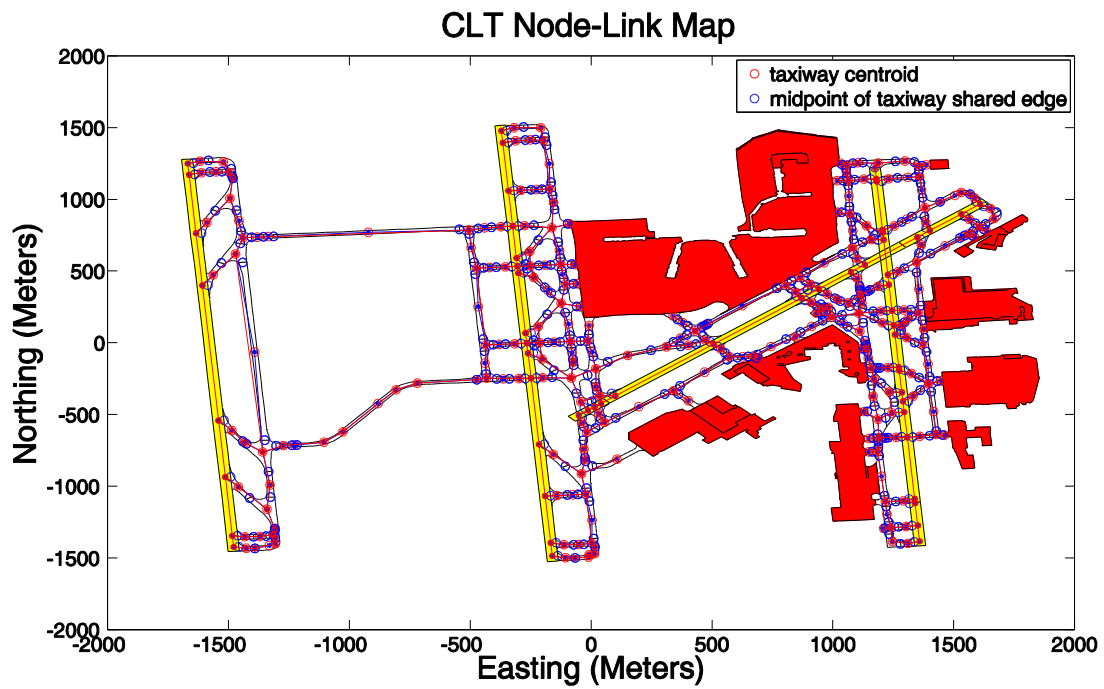 CLT Node-Link Map
taxiway centroid
midpoint of taxiway shared edge
2000
1500
1000
500
0
-500
-1000
-1500
-2000
Northing (Meters)
-2000 -1500 -1000 -500 0 500 1000 1500 2000
Easting (Meters)